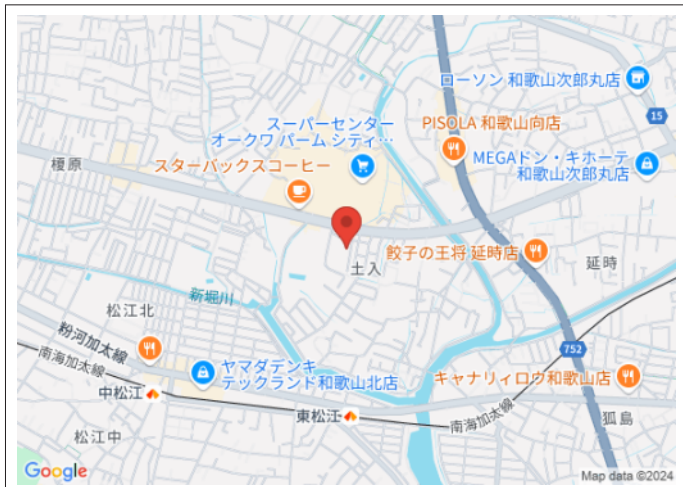 ローソン 和歌山次郎丸店
15
スーパーセンター
オークワ パーム シティ…
PISOLA 和歌山向店
MEGAドン・キホーテ
和歌山次郎丸店
榎原
スターバックスコーヒー
餃子の王将 延時店
延時
土入
新堀川
松江北
粉河加太線
南海加太線
ヤマダデンキ
テックランド和歌山北店
752
キャナリィロウ和歌山店
中松江
東松江
南海加太線
狐島
松江中
Google
Map data ©2024